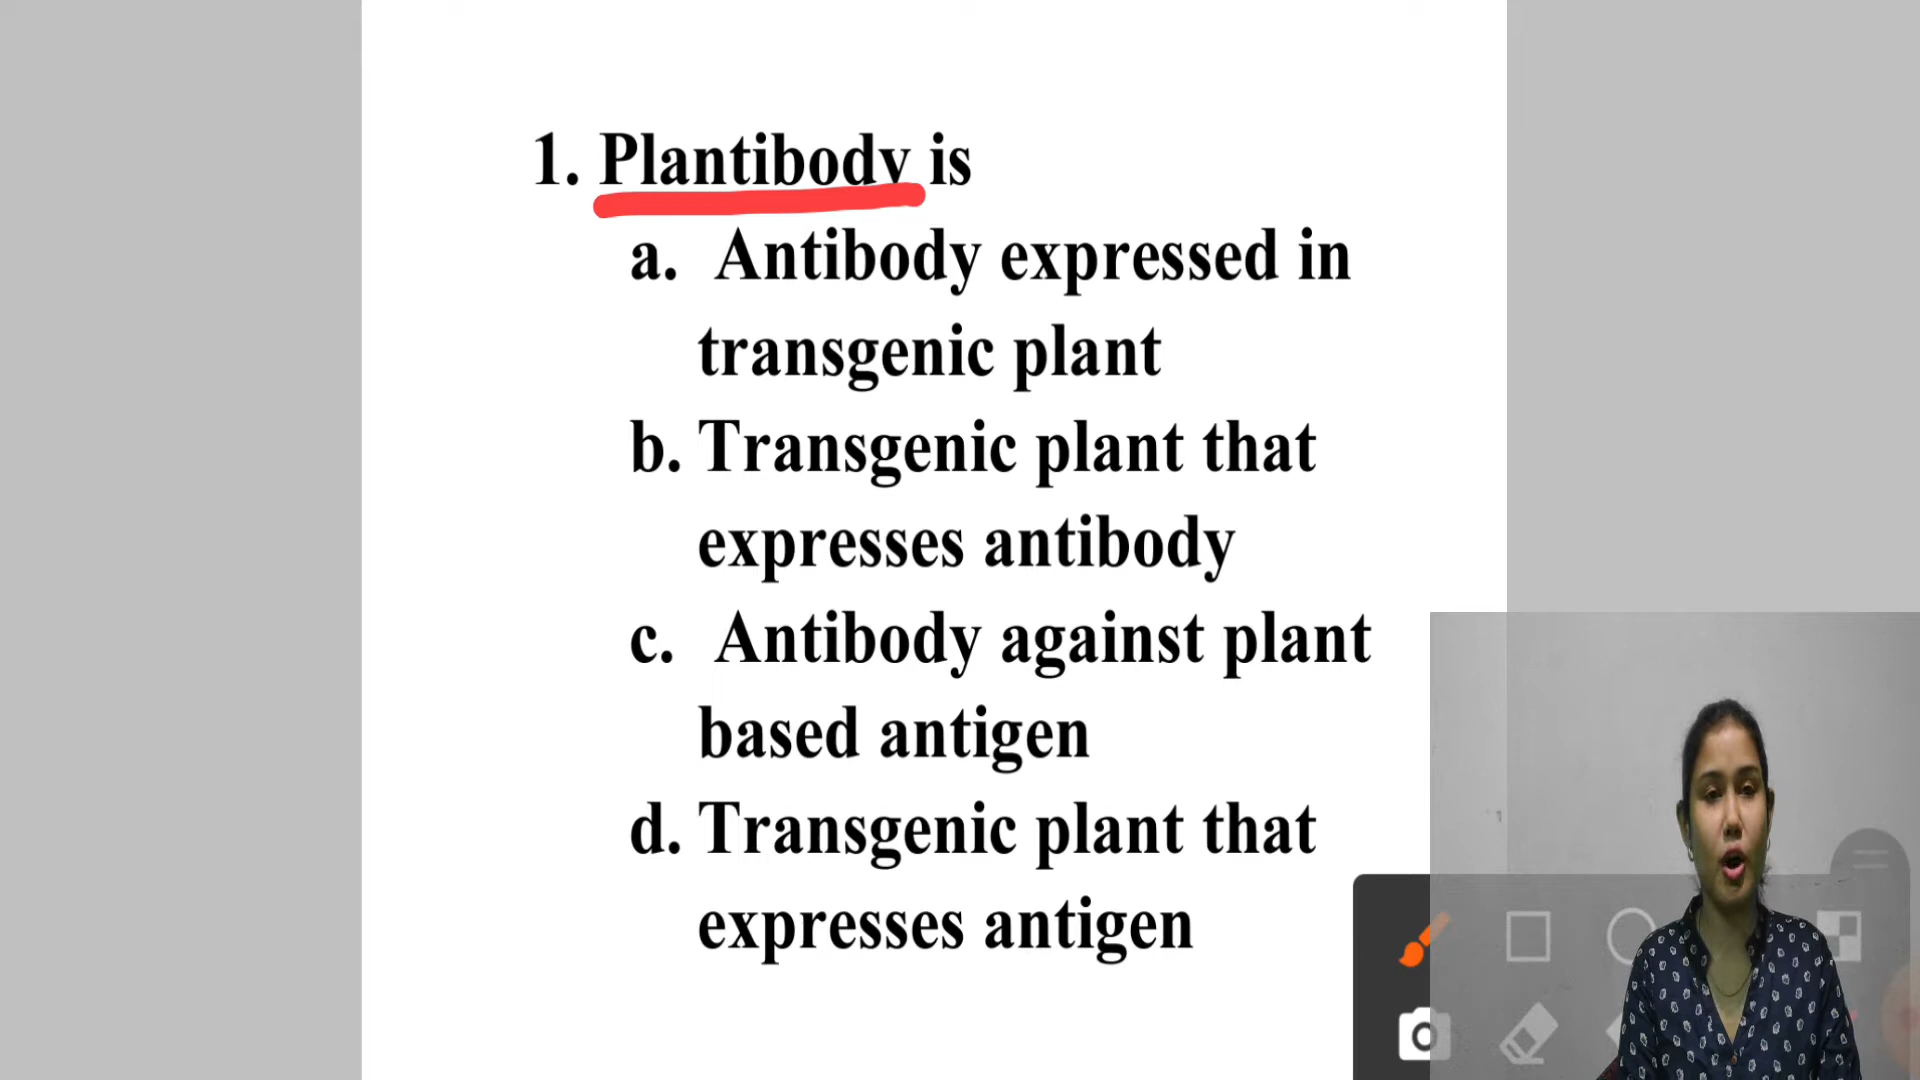 1. Plantibody is
a. Antibody expressed in
transgenic plant
b. Transgenic plant that
expresses antibody
c. Antibody against plant
based antigen
d. Transgenic plant that
expresses antigen